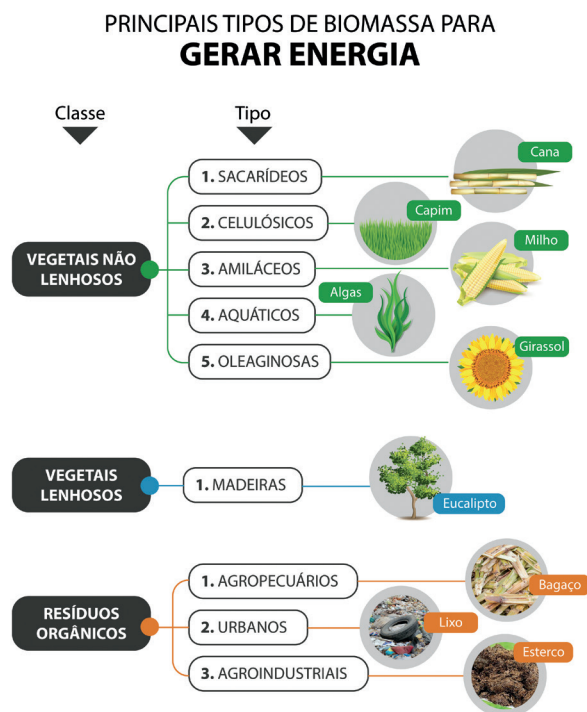 PRINCIPAIS TIPOS DE BIOMASSA PARA
GERAR ENERGIA
Classe
Tipo
VEGETAIS NÃO
LENHOSOS
1. SACARÍDEOS
Cana
2. CELULÓSICOS
Capim
3. AMILÁCEOS
Milho
4. AQUÁTICOS
Algas
5. OLEAGINOSAS
Girassol
VEGETAIS
LENHOSOS
1. MADEIRAS
Eucalipto
RESÍDUOS
ORGÂNICOS
1. AGROPECUÁRIOS
Bagaço
2. URBANOS
Lixo
3. AGROINDUSTRIAIS
Esterco